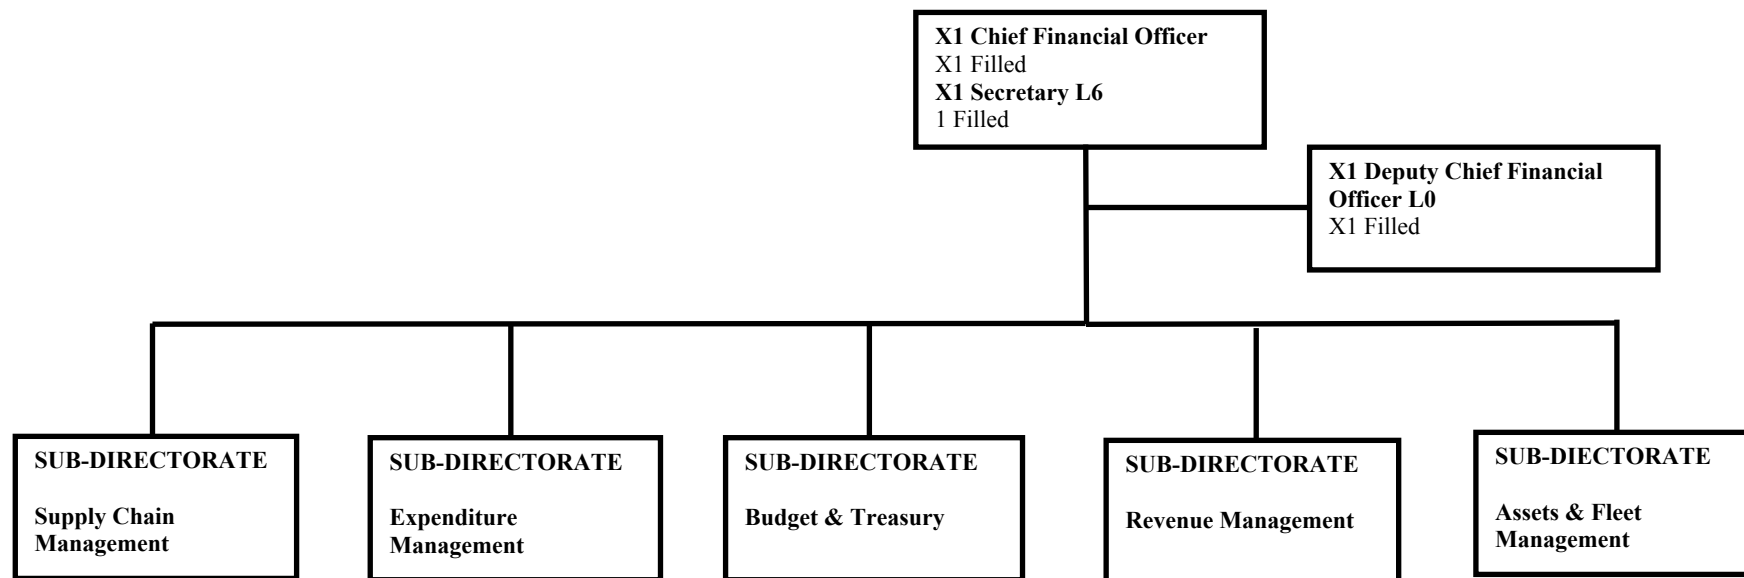 X1 Chief Financial Officer
X1 Filled
X1 Secretary L6
1 Filled
X1 Deputy Chief Financial
Officer L0
X1 Filled
SUB-DIRECTORATE
Supply Chain
Management
SUB-DIRECTORATE
Expenditure
Management
SUB-DIRECTORATE
Budget & Treasury
SUB-DIRECTORATE
Revenue Management
SUB-DIECTORATE
Assets & Fleet
Management